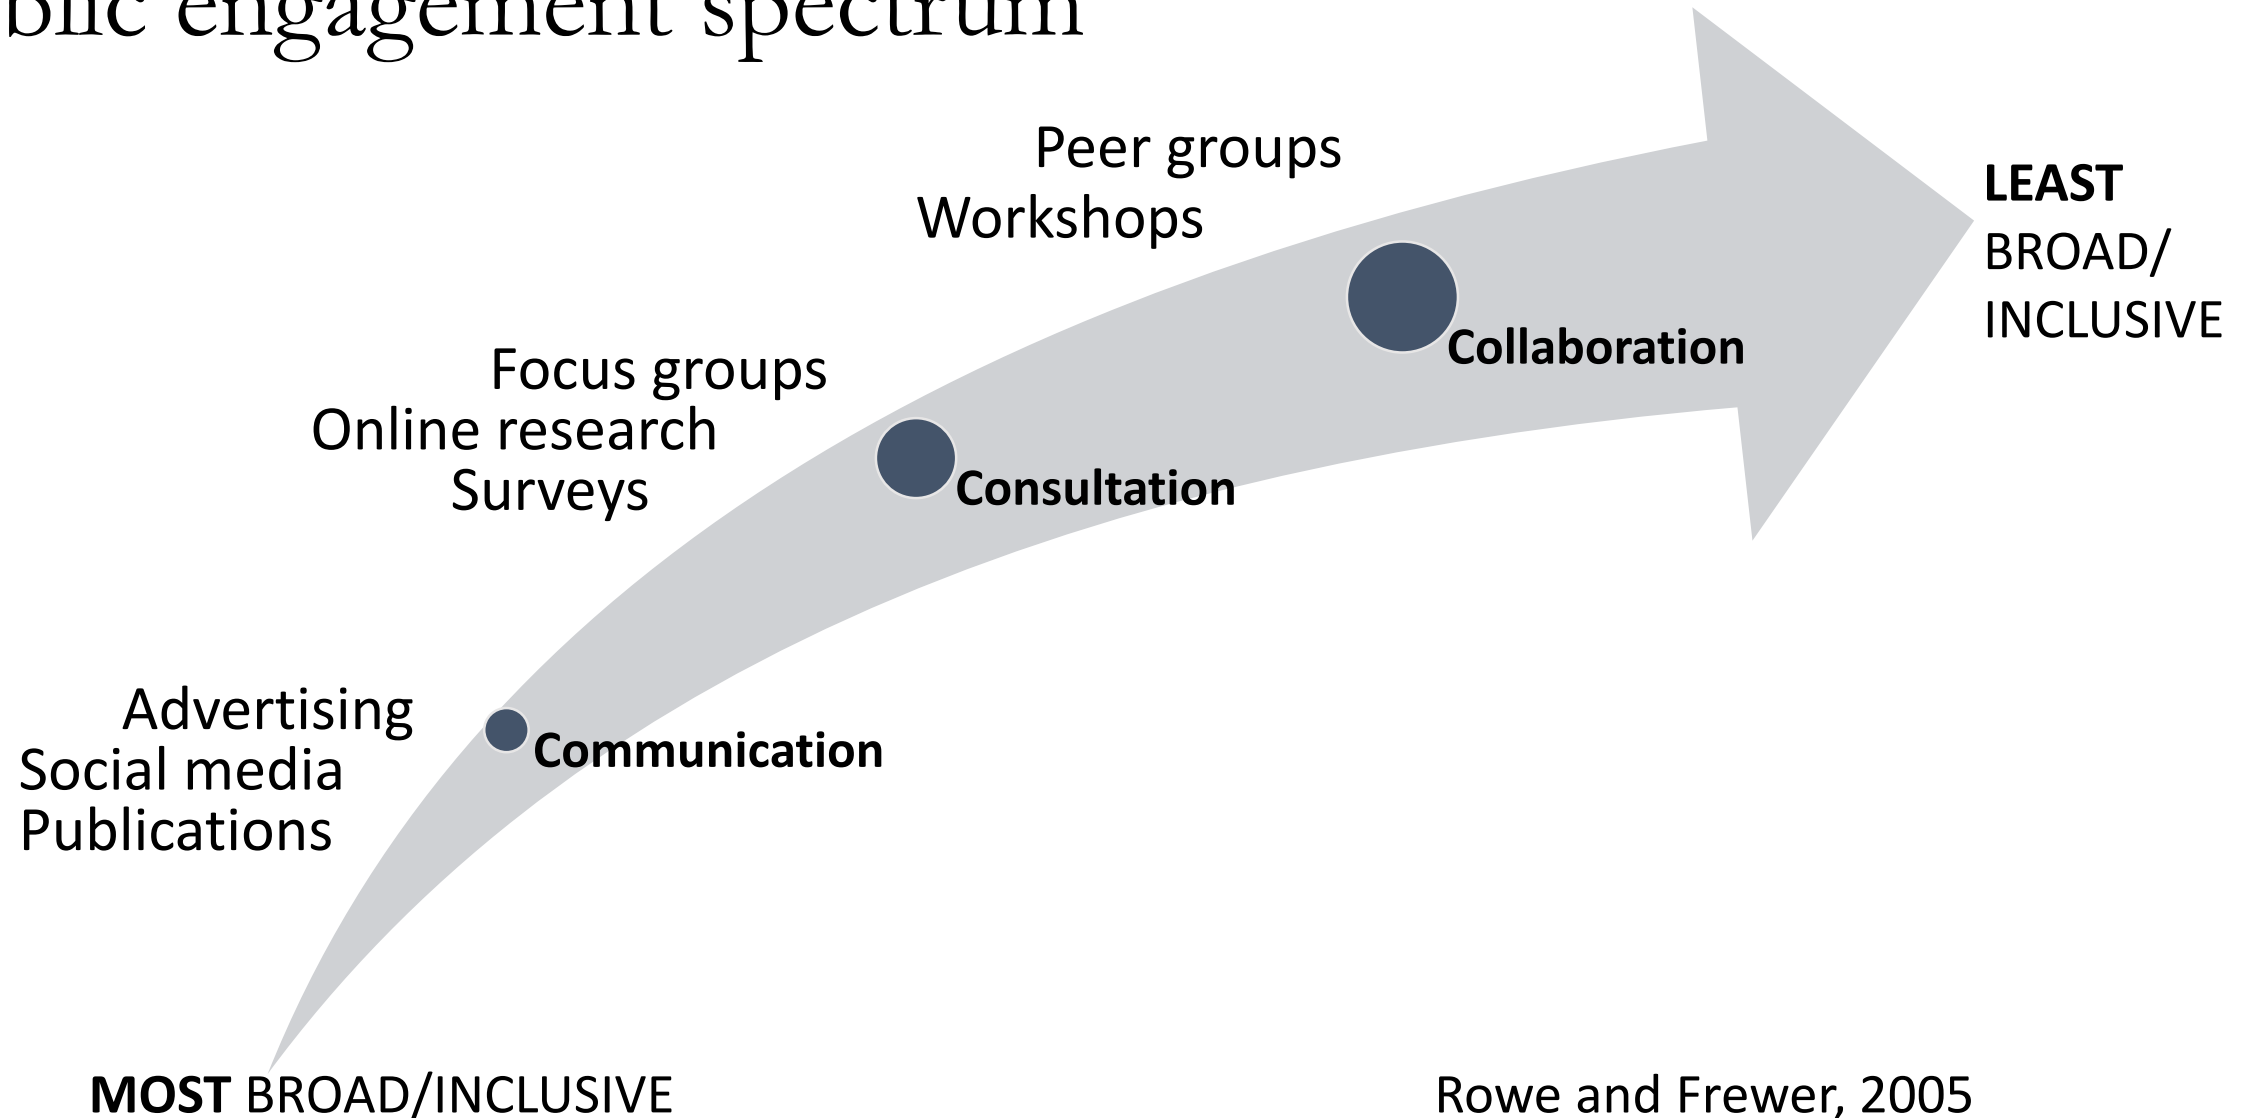 blic engagement spectrum
Peer groups
Workshops
LEAST
BROAD/
INCLUSIVE
Collaboration
Focus groups
Online research
Surveys
Consultation
Advertising
Social media
Publications
Communication
MOST BROAD/INCLUSIVE
Rowe and Frewer, 2005